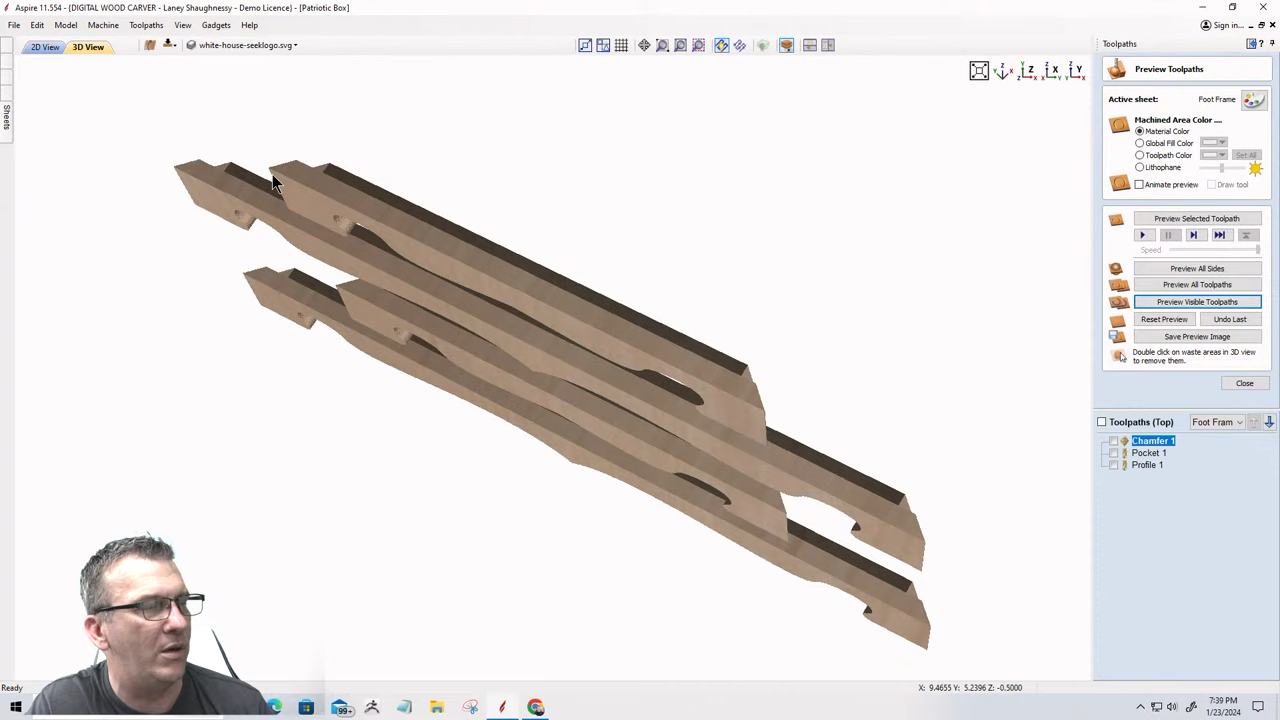 Aspire 11.554 - (DIGITAL WOOD CARVER - Laney Shaughnessy - Demo Licence) - [Patriotic Box]
File Edit Model Machine Toolpaths View Gadgets Help
Sign in...
2D View 3D View white-house-seeklogo.svg
Sheets
Z X Y
Toolpaths
Preview Toolpaths
Active sheet: Foot Frame
Machined Area Color ....
Material Color
Global Fill Color
Toolpath Color Set All
Lithophane
Animate preview Draw tool
Preview Selected Toolpath
Speed
Preview All Sides
Preview All Toolpaths
Preview Visible Toolpaths
Reset Preview Undo Last
Save Preview Image
Double click on waste areas in 3D view
to remove them.
Close
Toolpaths (Top) Foot Fram
Chamfer 1
Pocket 1
Profile 1
Ready
X: 9.4655 Y: 5.2396 Z: -0.5000
99+
7:39 PM
1/23/2024